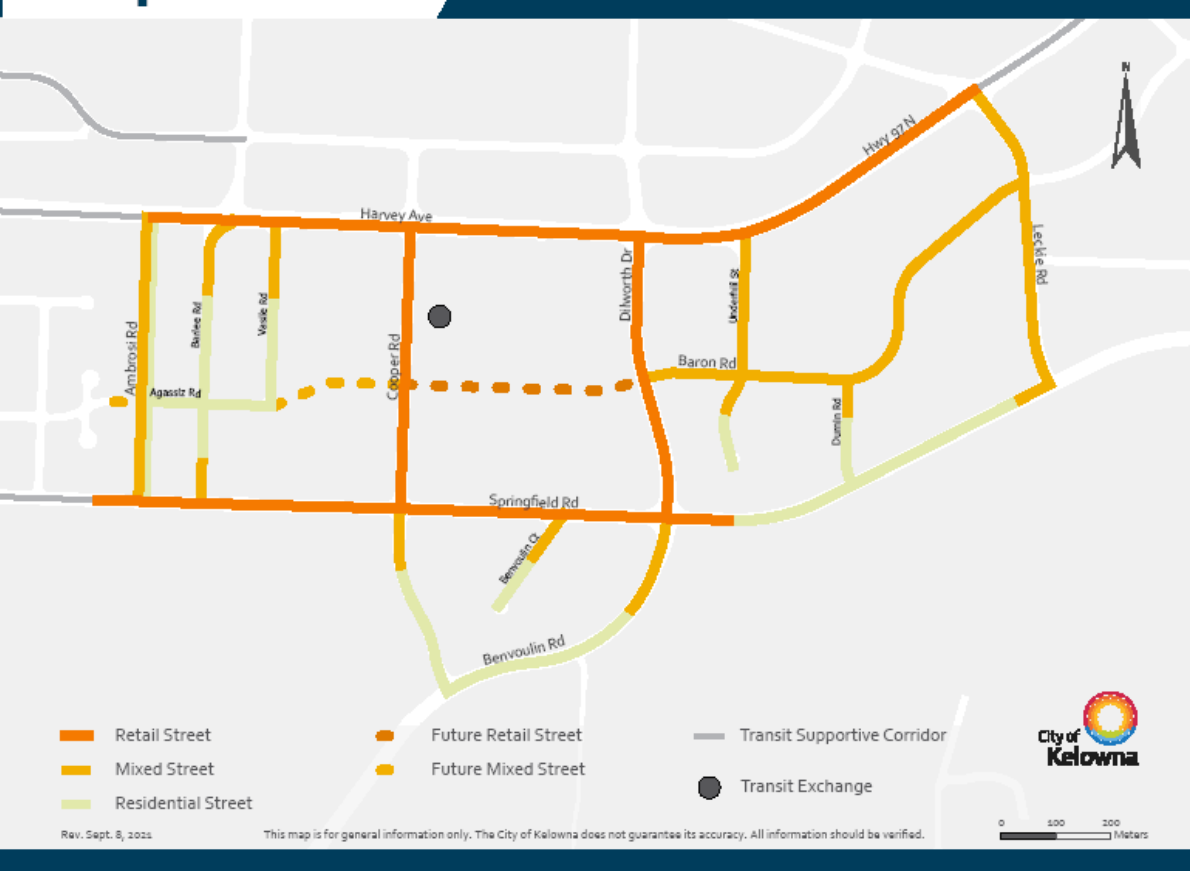 N
Hwy 97 N
Harvey Ave
Leckie Rd
Dilworth Dr
Underhill St
Barlee Rd
Vasile Rd
Ambrosi Rd
Cooper Rd
Baron Rd
Agassiz Rd
Durnin Rd
Springfield Rd
Benvoulin Ct
Benvoulin Rd
Retail Street
Future Retail Street
Transit Supportive Corridor
Mixed Street
Future Mixed Street
Transit Exchange
Residential Street
City of
Kelowna
Rev. Sept. 8, 2021
This map is for general information only. The City of Kelowna does not guarantee its accuracy. All information should be verified.
0 100 200
Meters